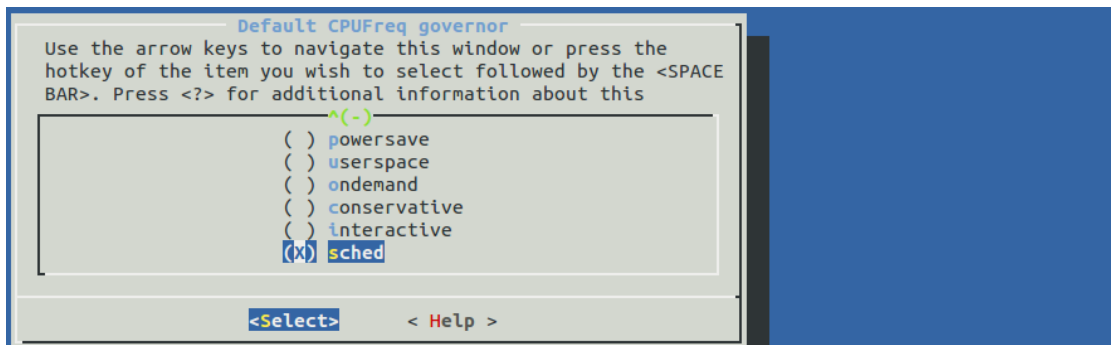 Default CPUFreq governor
Use the arrow keys to navigate this window or press the
hotkey of the item you wish to select followed by the <SPACE
BAR>. Press <?> for additional information about this
^(-)
( ) powersave
( ) userspace
( ) ondemand
( ) conservative
( ) interactive
(X) sched
<Select> < Help >